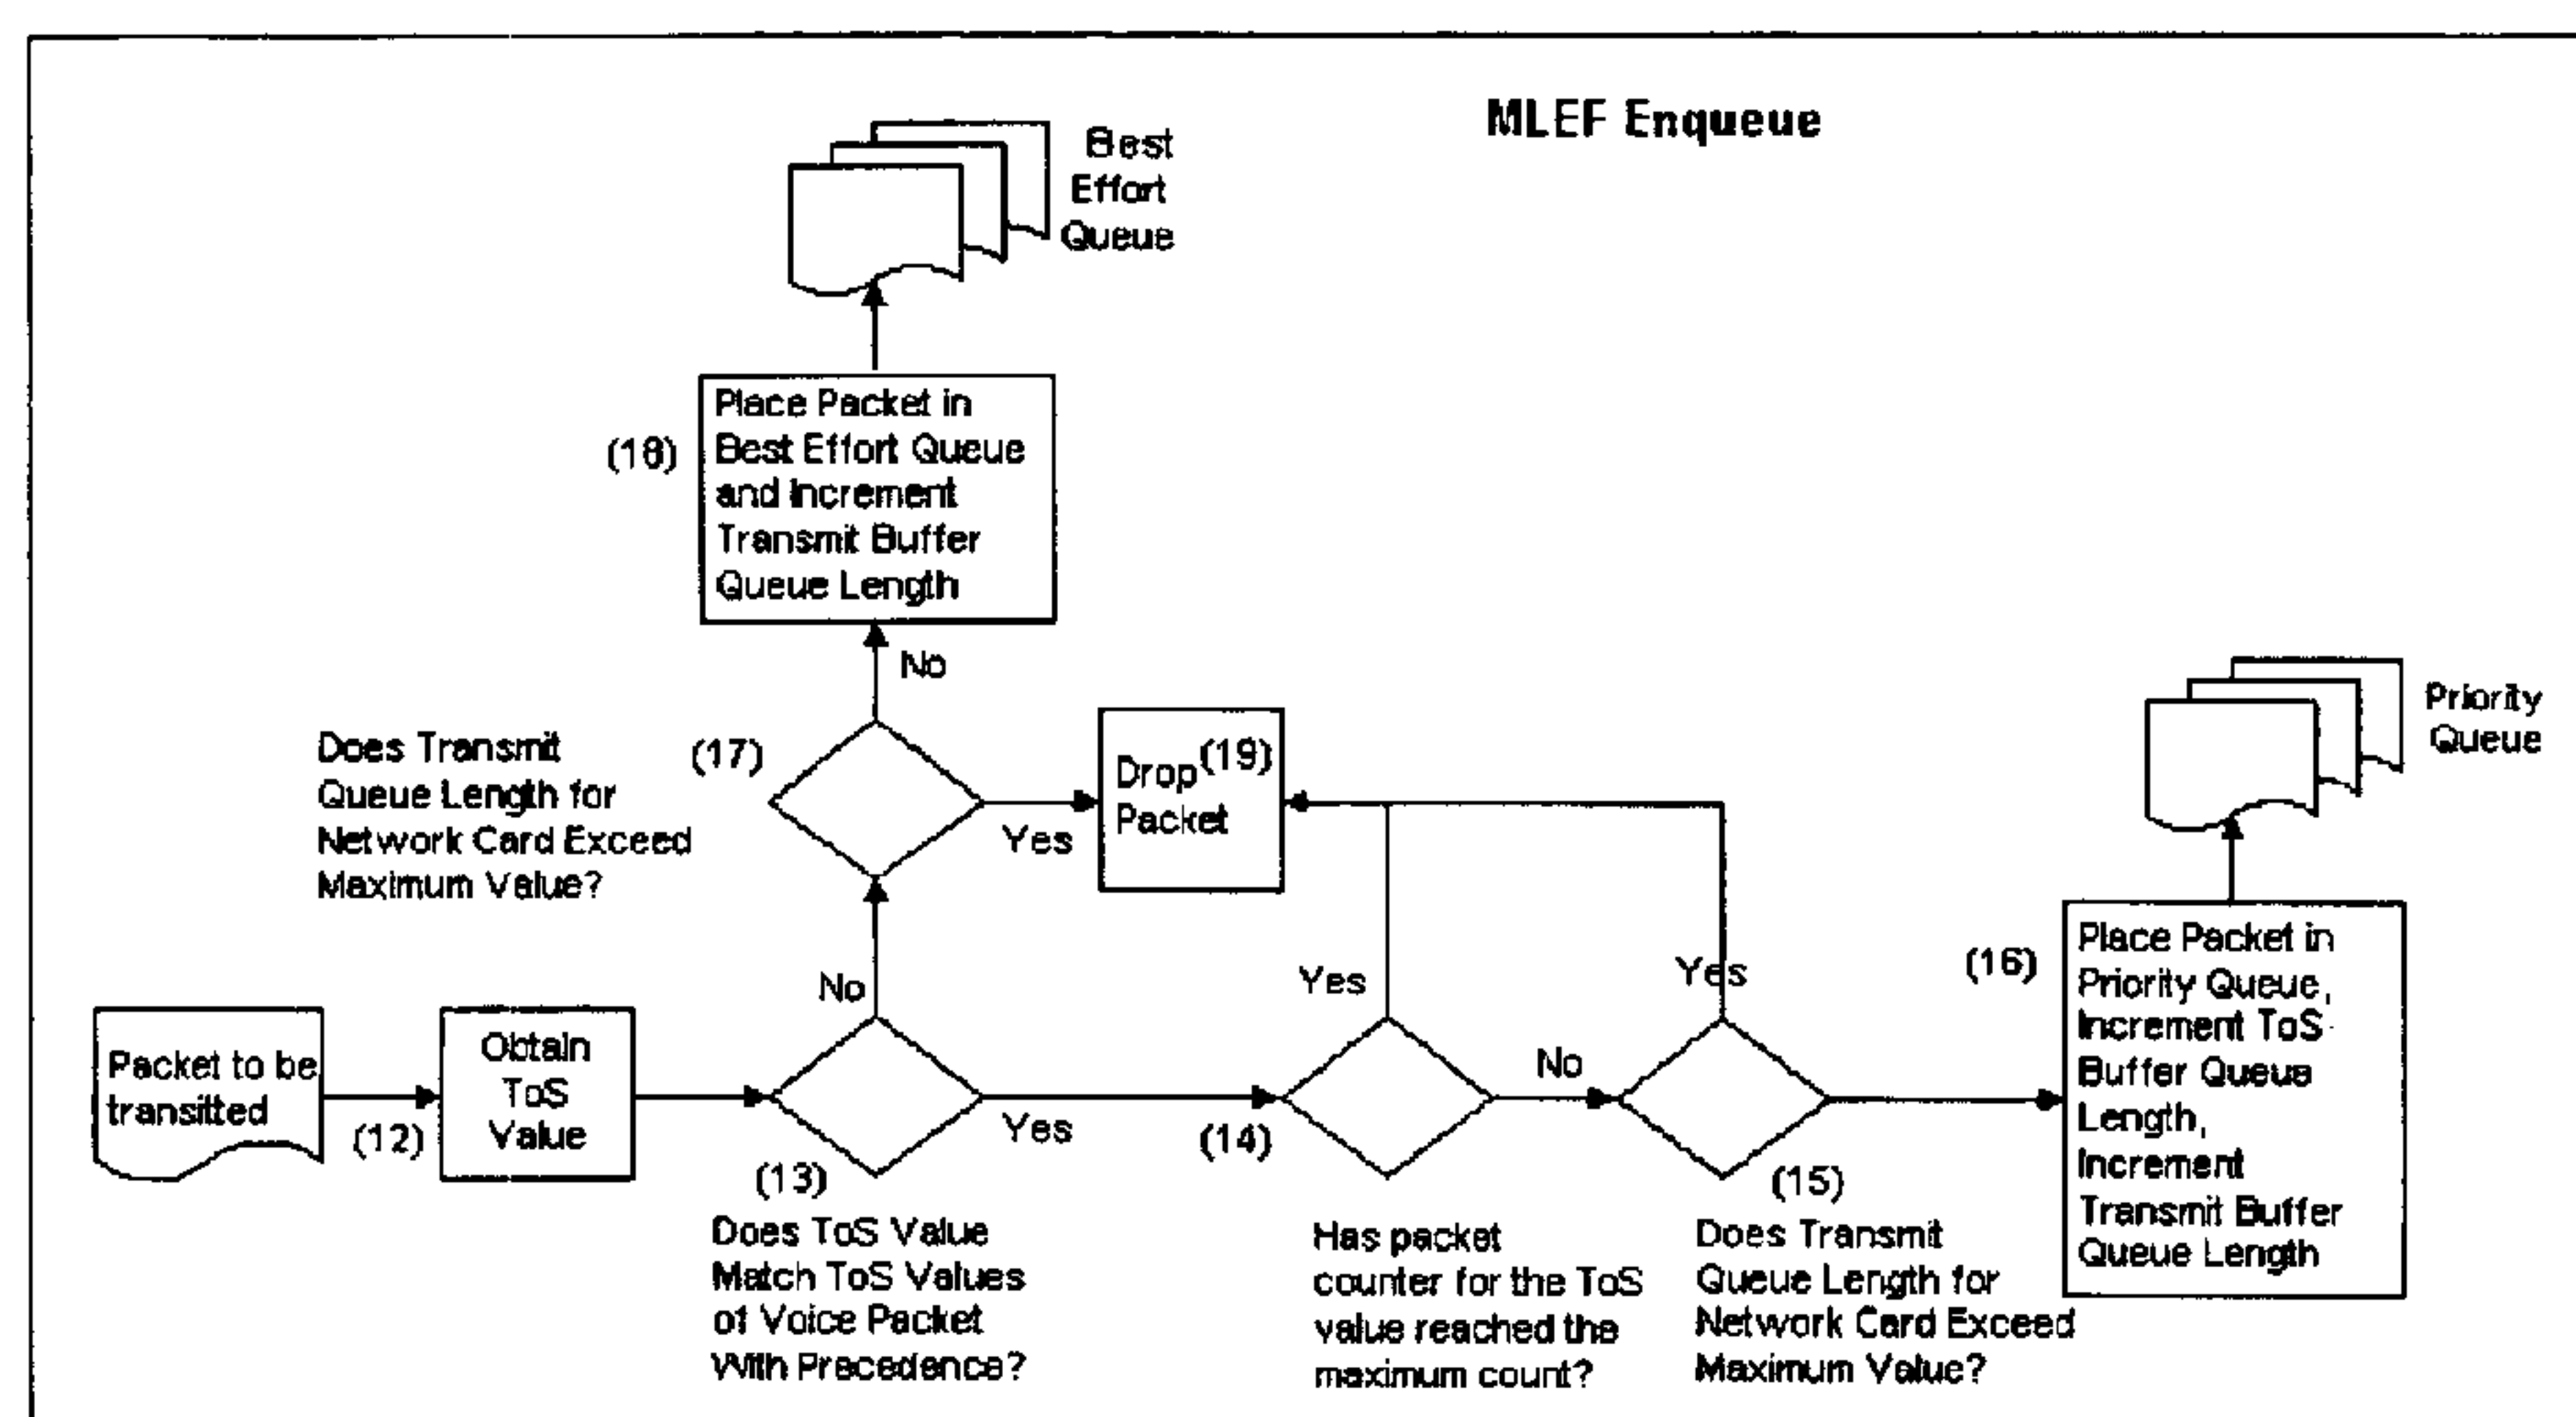 MLEF Enqueue
Best
Effort
Queue
(18)
Place Packet in
Best Effort Queue
and Increment
Transmit Buffer
Queue Length
No
Does Transmit
Queue Length for
Network Card Exceed
Maximum Value?
(17)
Yes
Drop
Packet
(19)
Priority
Queue
Packet to be
transitted
(12)
Obtain
ToS
Value
No
(13)
Yes
Does ToS Value
Match ToS Values
of Voice Packet
With Precedence?
(14)
Yes
No
Has packet
counter for the ToS
value reached the
maximum count?
Yes
(15)
Does Transmit
Queue Length for
Network Card Exceed
Maximum Value?
(16)
Place Packet in
Priority Queue,
Increment ToS
Buffer Queue
Length,
Increment
Transmit Buffer
Queue Length